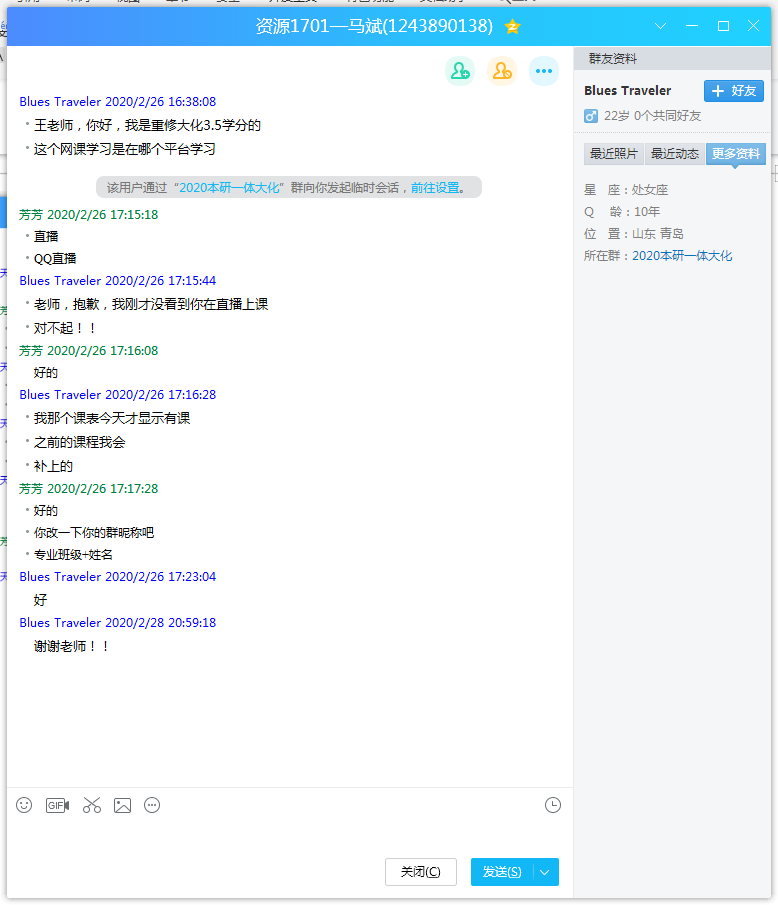 资源1701—马斌(1243890138)
群友资料
Blues Traveler
好友
22岁 0个共同好友
最近照片 最近动态 更多资料
星 座：处女座
Q 龄：10年
位 置：山东 青岛
所在群：2020本研一体大化
Blues Traveler 2020/2/26 16:38:08
王老师，你好，我是重修大化3.5学分的
这个网课学习是在哪个平台学习
该用户通过“2020本研一体大化”群向你发起临时会话，前往设置。
芳芳 2020/2/26 17:15:18
直播
QQ直播
Blues Traveler 2020/2/26 17:15:44
老师，抱歉，我刚才没看到你在直播上课
对不起！！
芳芳 2020/2/26 17:16:08
好的
Blues Traveler 2020/2/26 17:16:28
我那个课表今天才显示有课
之前的课程我会
补上的
芳芳 2020/2/26 17:17:28
好的
你改一下你的群昵称吧
专业班级+姓名
Blues Traveler 2020/2/26 17:23:04
好
Blues Traveler 2020/2/28 20:59:18
谢谢老师！！
GIF
关闭(C)
发送(S)